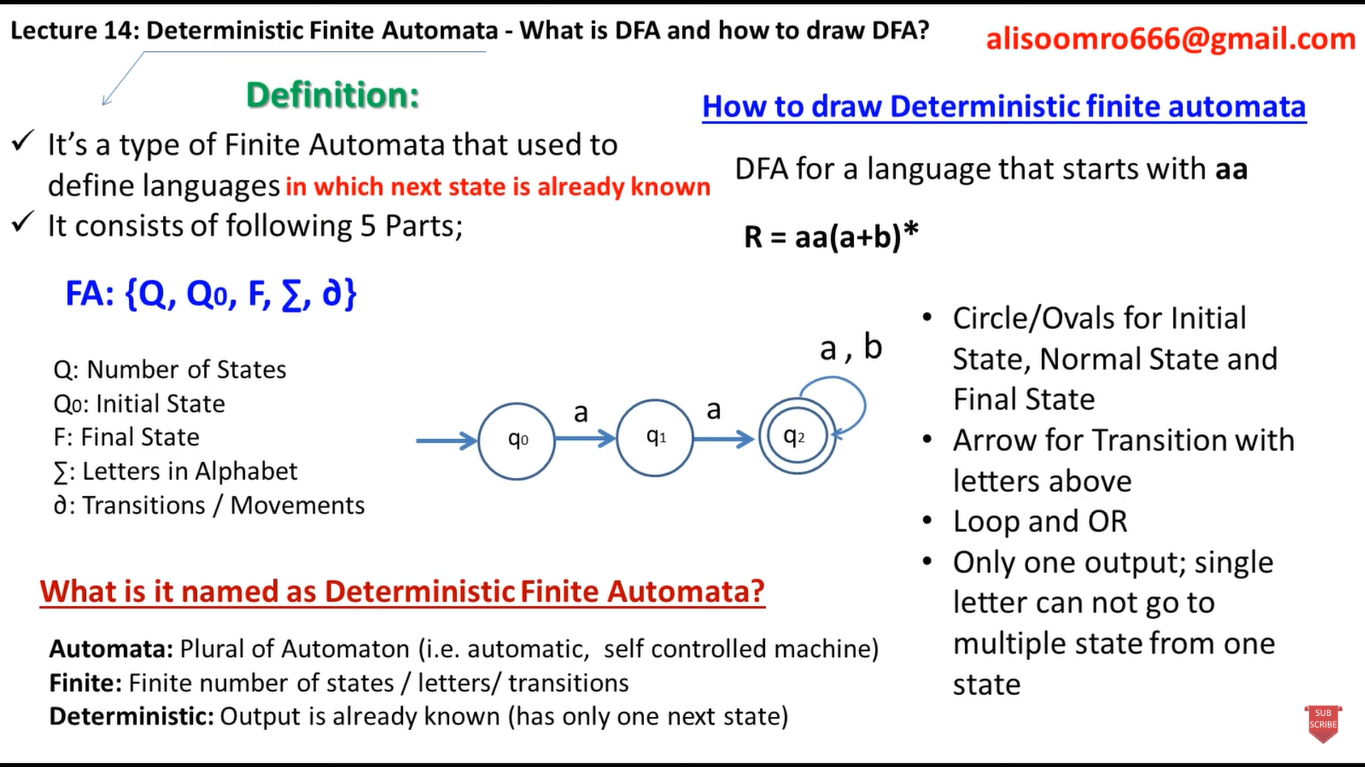 Lecture 14: Deterministic Finite Automata - What is DFA and how to draw DFA?
alisoomro666@gmail.com
Definition:
✓ It's a type of Finite Automata that used to
define languages in which next state is already known
✓ It consists of following 5 Parts;
FA: {Q, Q0, F, ∑, ∂}
Q: Number of States
Q0: Initial State
F: Final State
∑: Letters in Alphabet
∂: Transitions / Movements
How to draw Deterministic finite automata
DFA for a language that starts with aa
R = aa(a+b)*
a , b
a
a
q0
q1
q2
• Circle/Ovals for Initial
State, Normal State and
Final State
• Arrow for Transition with
letters above
• Loop and OR
• Only one output; single
letter can not go to
multiple state from one
state
What is it named as Deterministic Finite Automata?
Automata: Plural of Automaton (i.e. automatic, self controlled machine)
Finite: Finite number of states / letters/ transitions
Deterministic: Output is already known (has only one next state)
SUB
SCRIBE